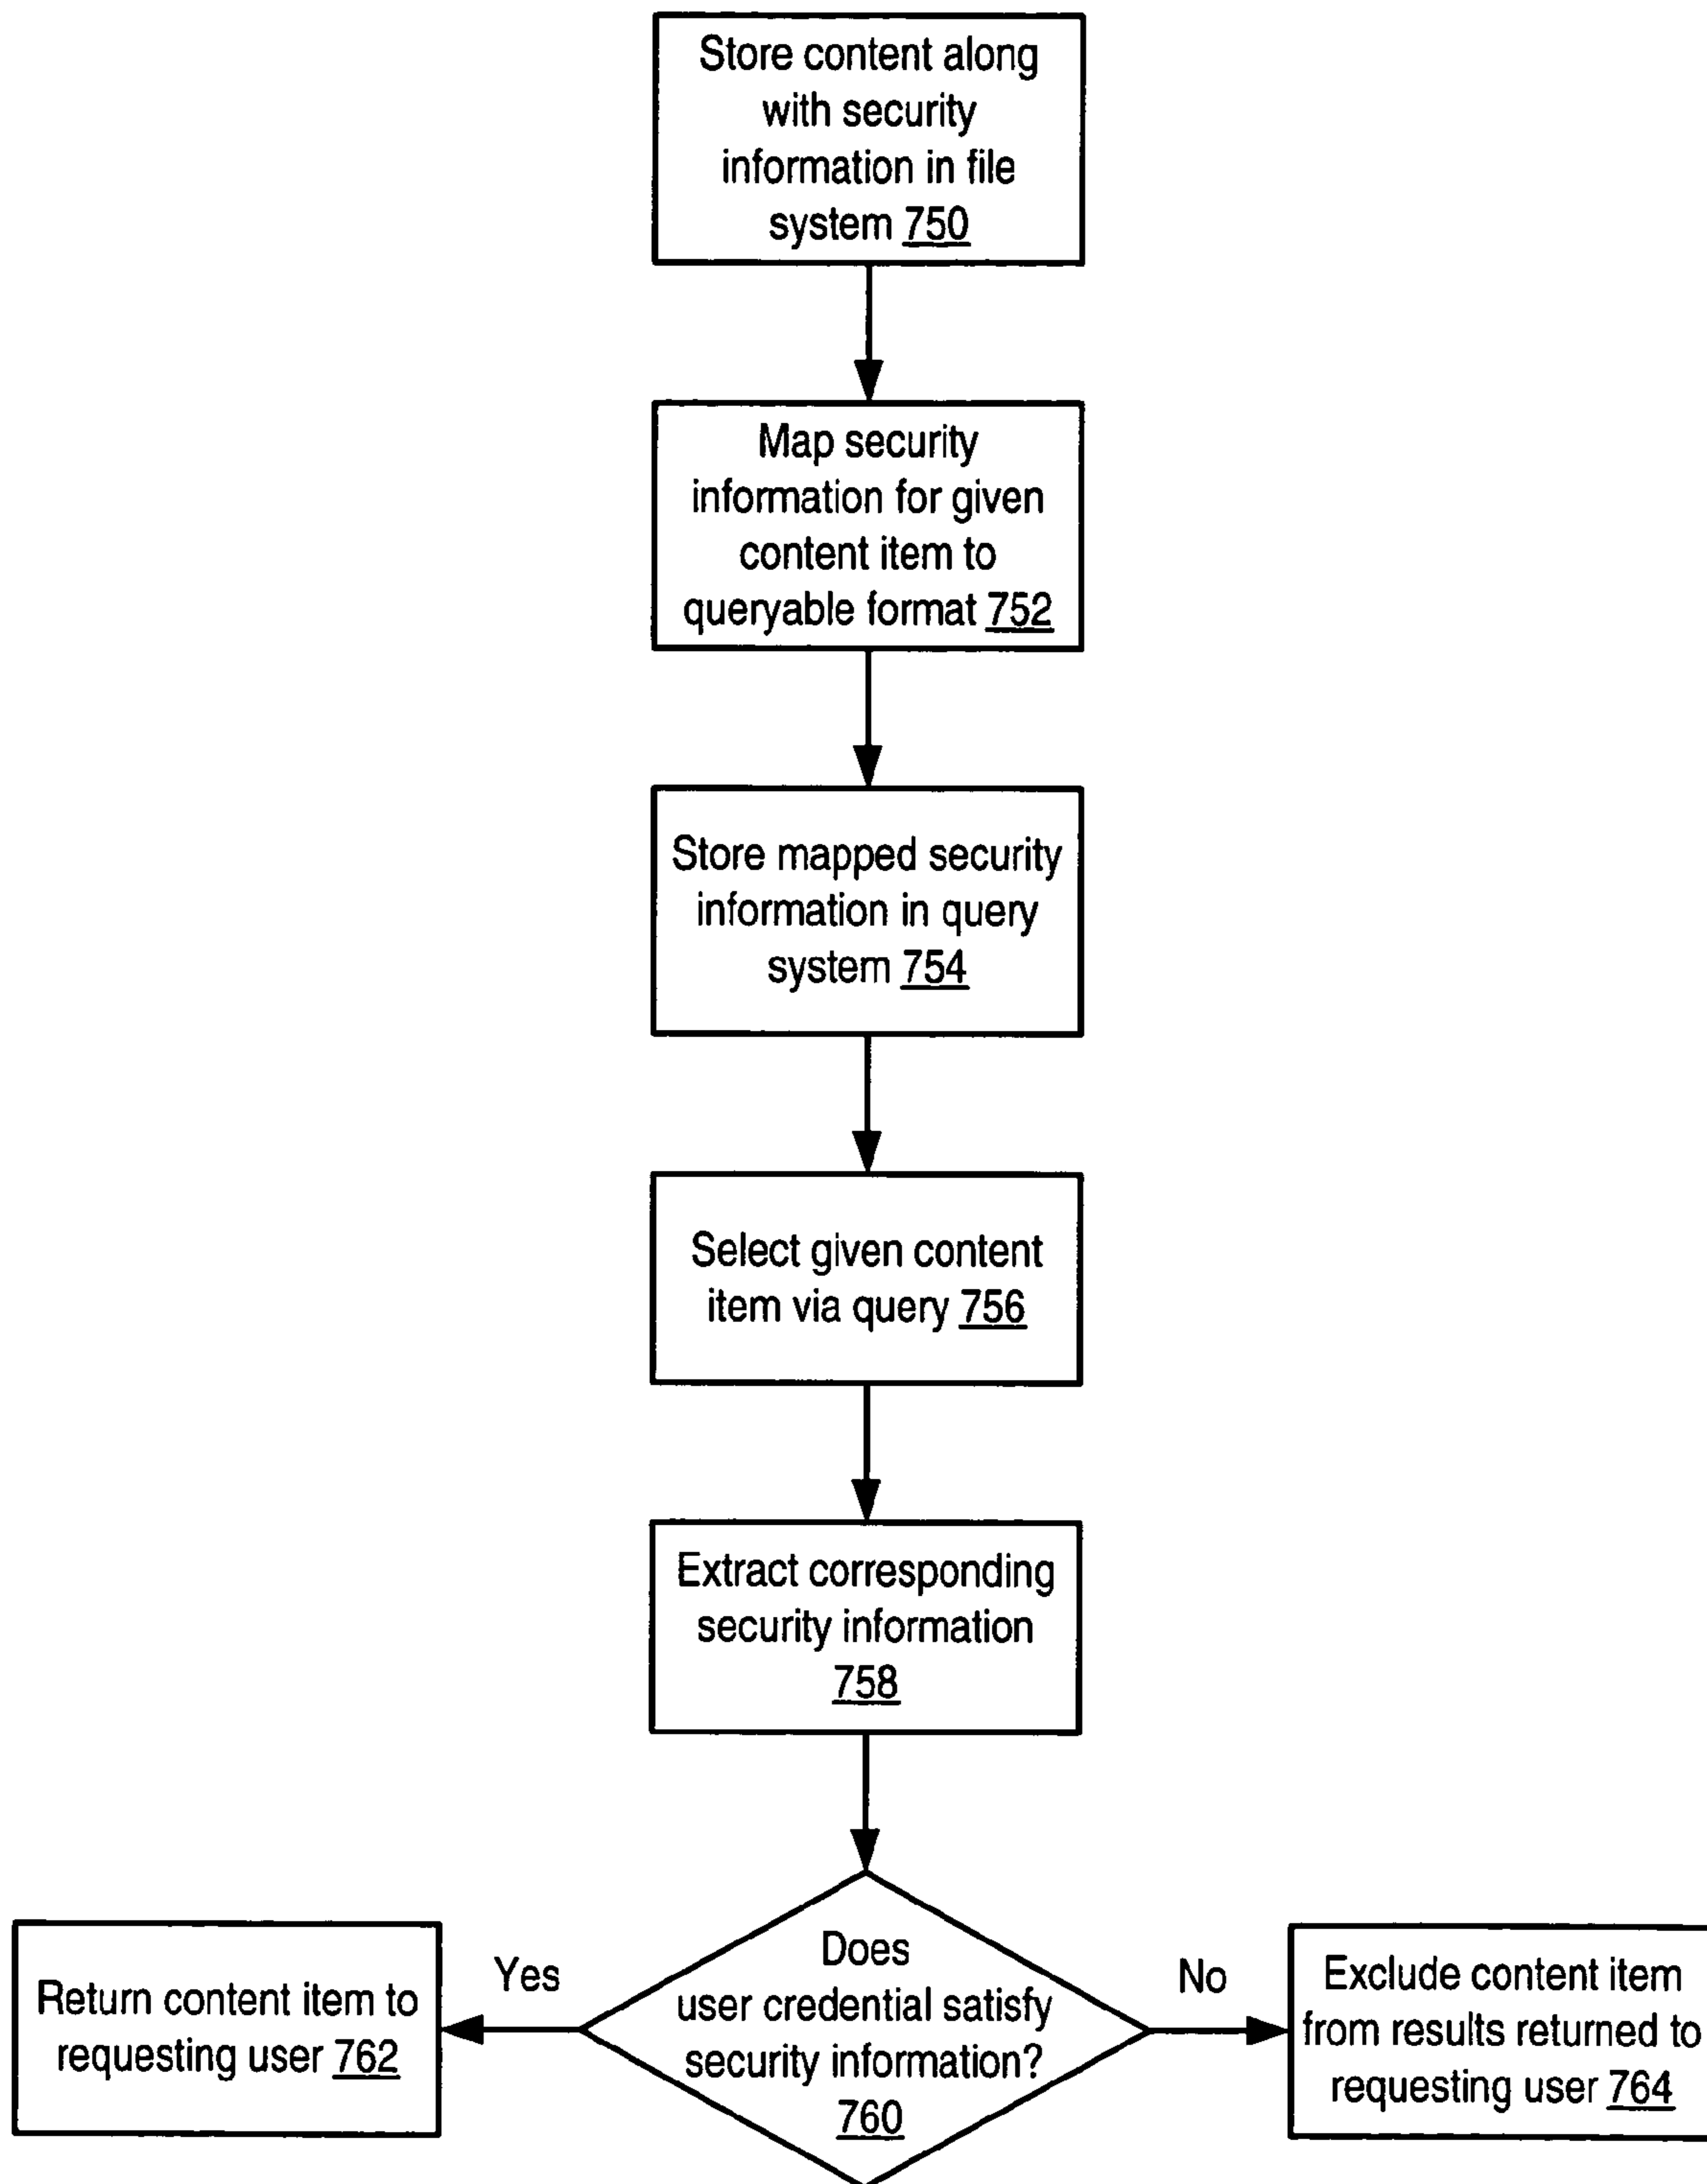 Store content along
with security
information in file
system 750
Map security
information for given
content item to
queryable format 752
Store mapped security
information in query
system 754
Select given content
item via query 756
Extract corresponding
security information
758
Does
user credential satisfy
security information?
760
Yes
No
Return content item to
requesting user 762
Exclude content item
from results returned to
requesting user 764